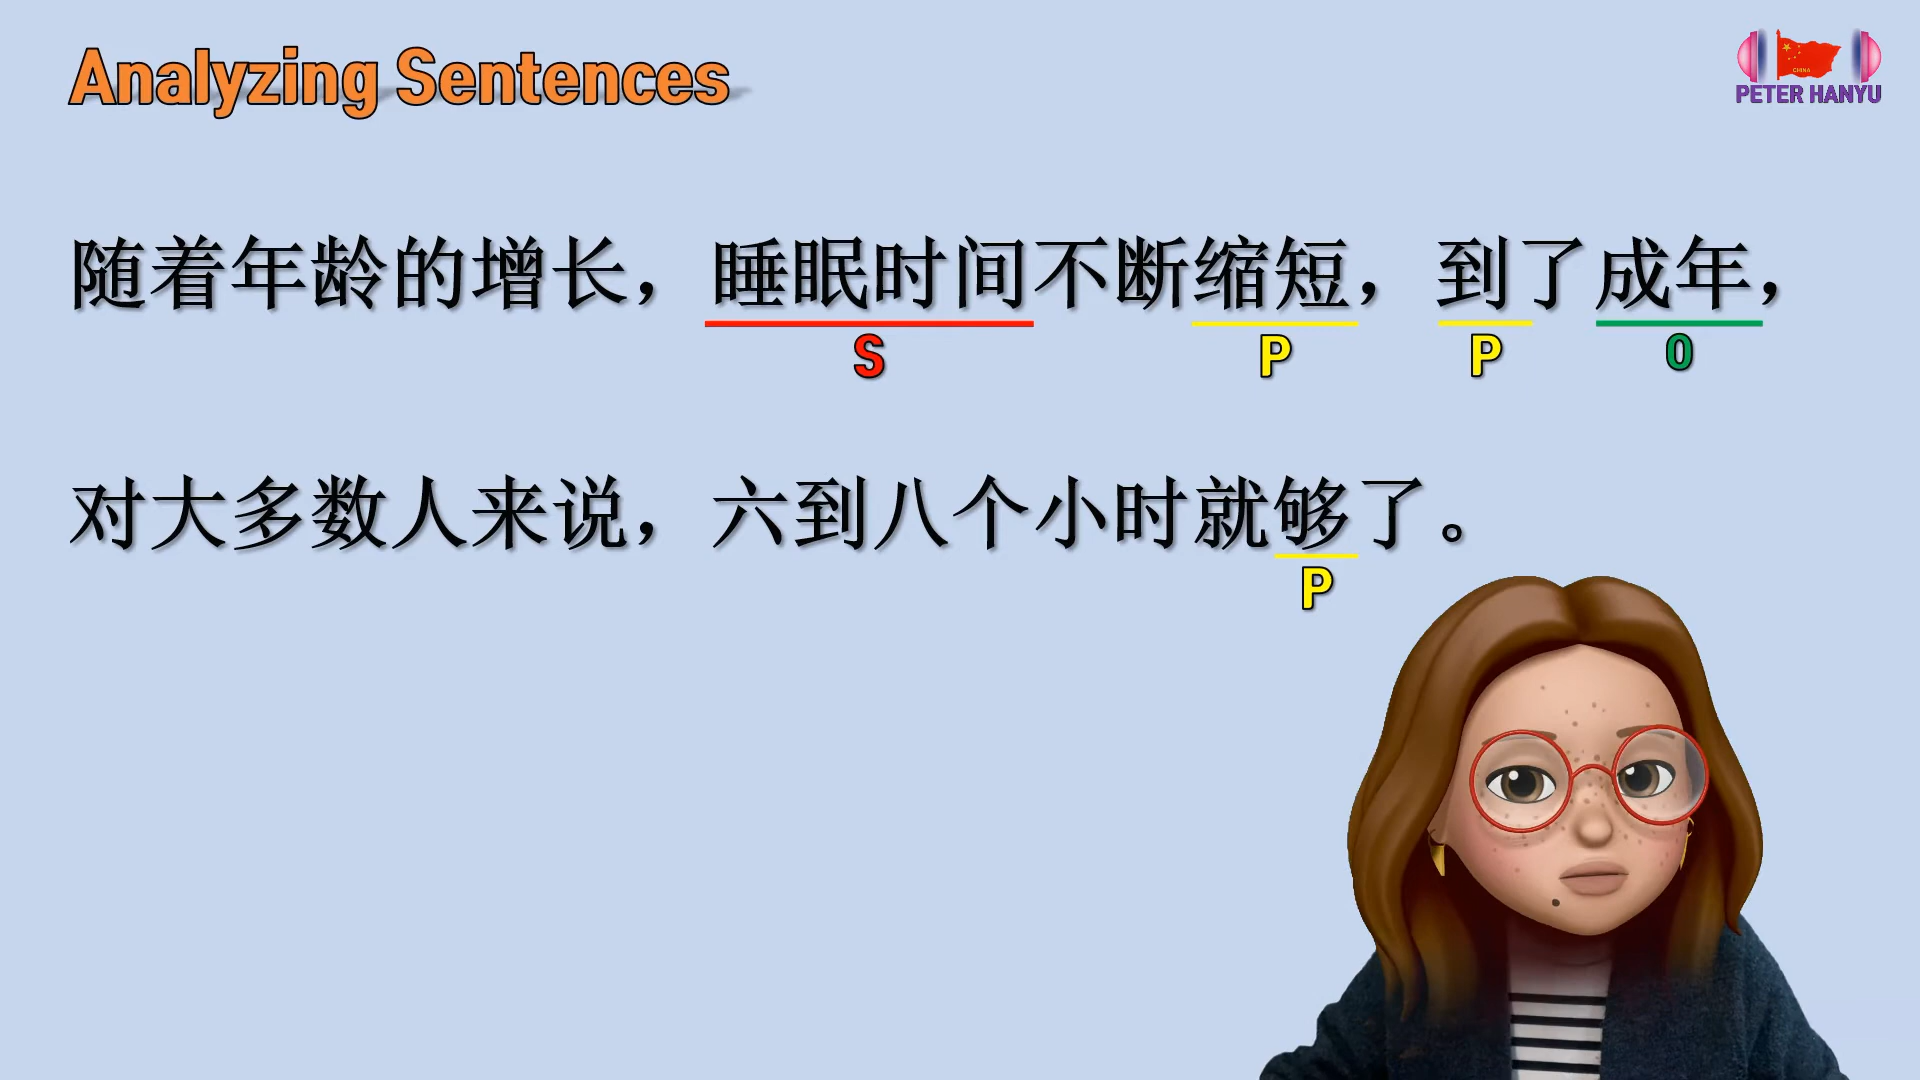 Analyzing Sentences
CHINA
PETER HANYU
随着年龄的增长，睡眠时间不断缩短，到了成年，
S P P O
对大多数人来说，六到八个小时就够了。
P